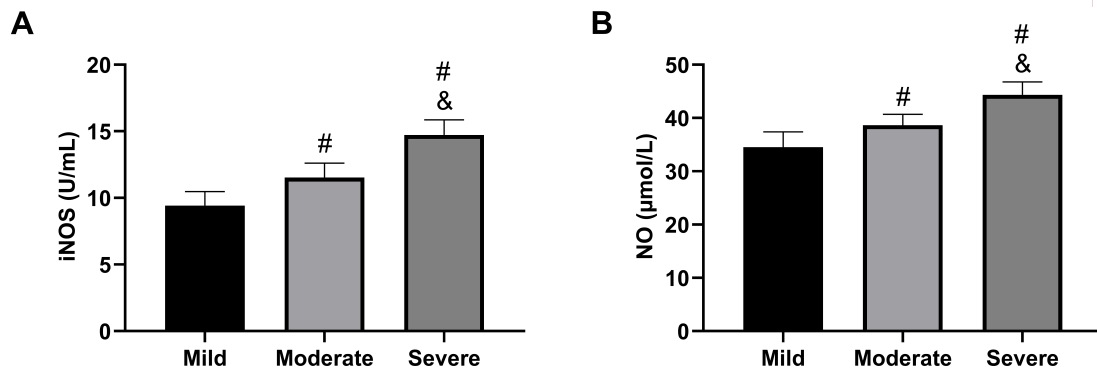 A
iNOS (U/mL)
20
15
10
5
0
#
#
&
Mild
Moderate
Severe
B
NO (μmol/L)
50
40
30
20
10
0
#
#
&
Mild
Moderate
Severe